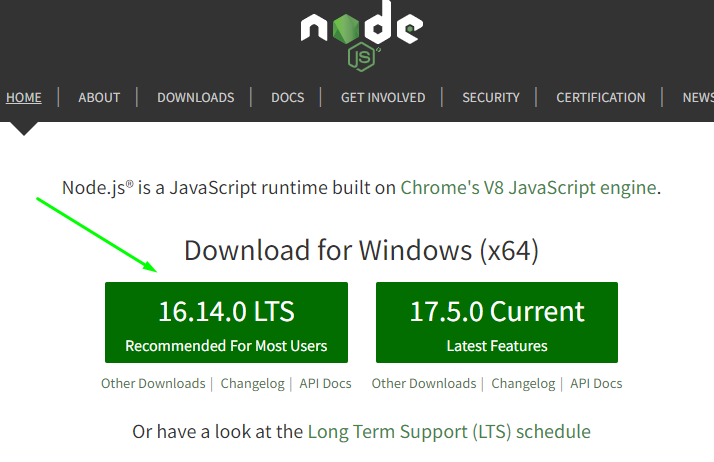 node
JS
HOME | ABOUT | DOWNLOADS | DOCS | GET INVOLVED | SECURITY | CERTIFICATION | NEWS
Node.js® is a JavaScript runtime built on Chrome's V8 JavaScript engine.
Download for Windows (x64)
16.14.0 LTS
Recommended For Most Users
17.5.0 Current
Latest Features
Other Downloads | Changelog | API Docs
Other Downloads | Changelog | API Docs
Or have a look at the Long Term Support (LTS) schedule